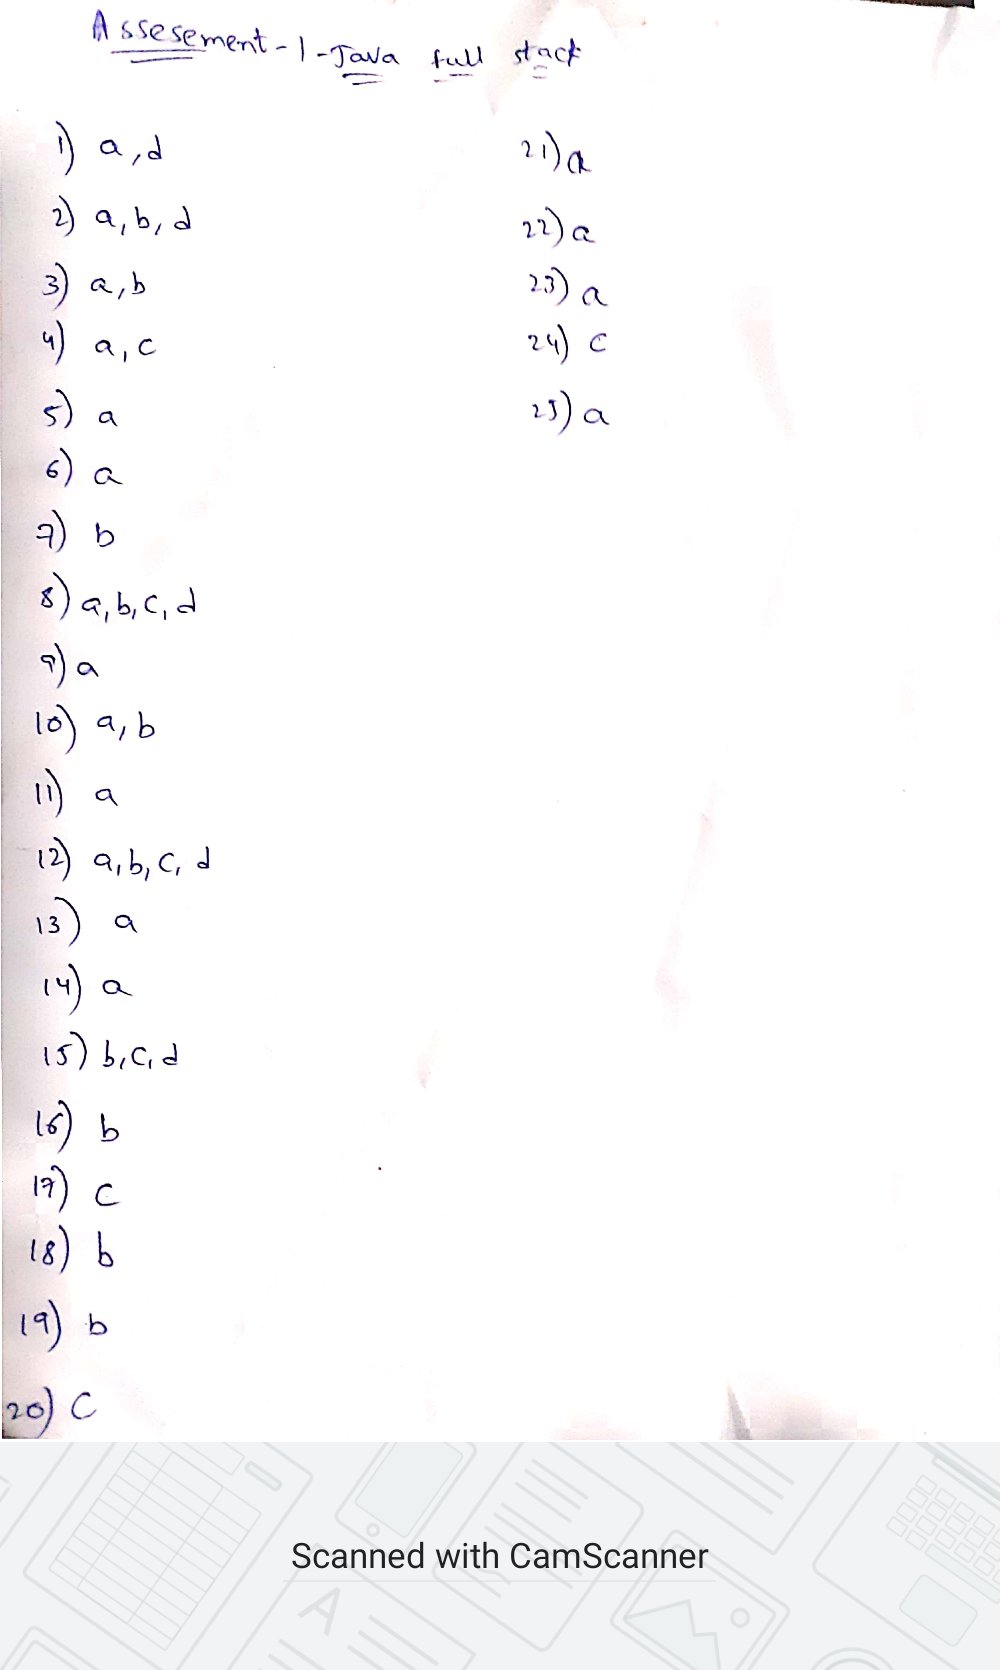 Assesement-1-Java full stack
1) a,d
2) a,b,d
3) a,b
4) a,c
5) a
6) a
7) b
8) a,b,c,d
9) a
10) a,b
11) a
12) a,b,c,d
13) a
14) a
15) b,c,d
16) b
17) c
18) b
19) b
20) c
21) a
22) a
23) a
24) c
25) a
Scanned with CamScanner